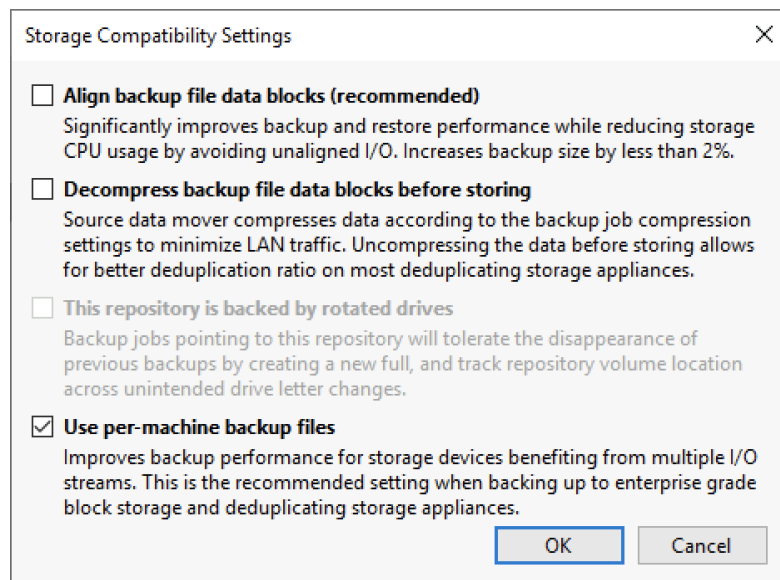 Storage Compatibility Settings
Align backup file data blocks (recommended)
Significantly improves backup and restore performance while reducing storage
CPU usage by avoiding unaligned I/O. Increases backup size by less than 2%.
Decompress backup file data blocks before storing
Source data mover compresses data according to the backup job compression
settings to minimize LAN traffic. Uncompressing the data before storing allows
for better deduplication ratio on most deduplicating storage appliances.
This repository is backed by rotated drives
Backup jobs pointing to this repository will tolerate the disappearance of
previous backups by creating a new full, and track repository volume location
across unintended drive letter changes.
Use per-machine backup files
Improves backup performance for storage devices benefiting from multiple I/O
streams. This is the recommended setting when backing up to enterprise grade
block storage and deduplicating storage appliances.
OK Cancel